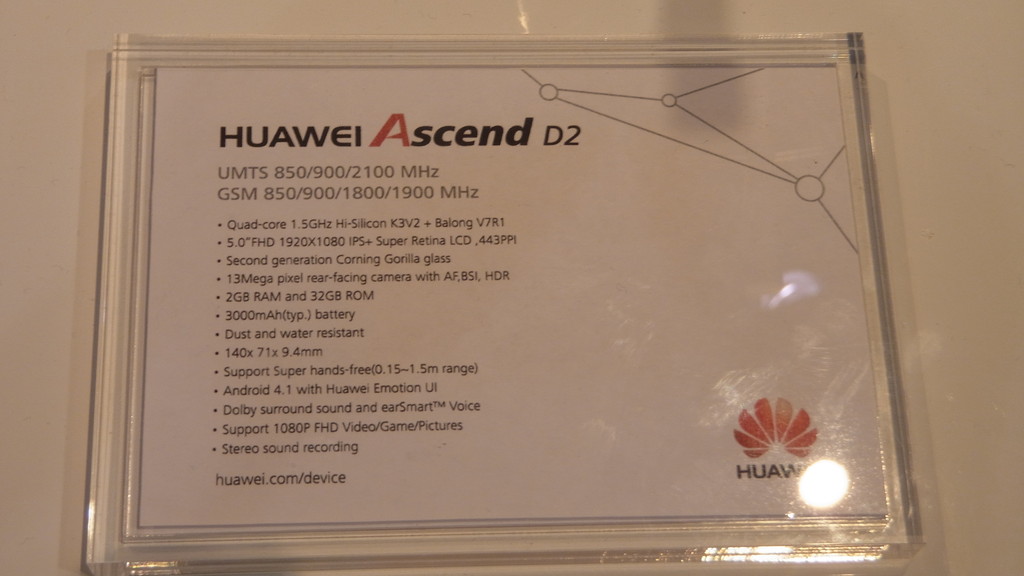 HUAWEI Ascend D2
UMTS 850/900/2100 MHz
GSM 850/900/1800/1900 MHz
• Quad-core 1.5GHz Hi-Silicon K3V2 + Balong V7R1
• 5.0"FHD 1920X1080 IPS+ Super Retina LCD ,443PPI
• Second generation Corning Gorilla glass
• 13Mega pixel rear-facing camera with AF,BSI, HDR
• 2GB RAM and 32GB ROM
• 3000mAh(typ.) battery
• Dust and water resistant
• 140x 71x 9.4mm
• Support Super hands-free(0.15~1.5m range)
• Android 4.1 with Huawei Emotion UI
• Dolby surround sound and earSmart™ Voice
• Support 1080P FHD Video/Game/Pictures
• Stereo sound recording
huawei.com/device